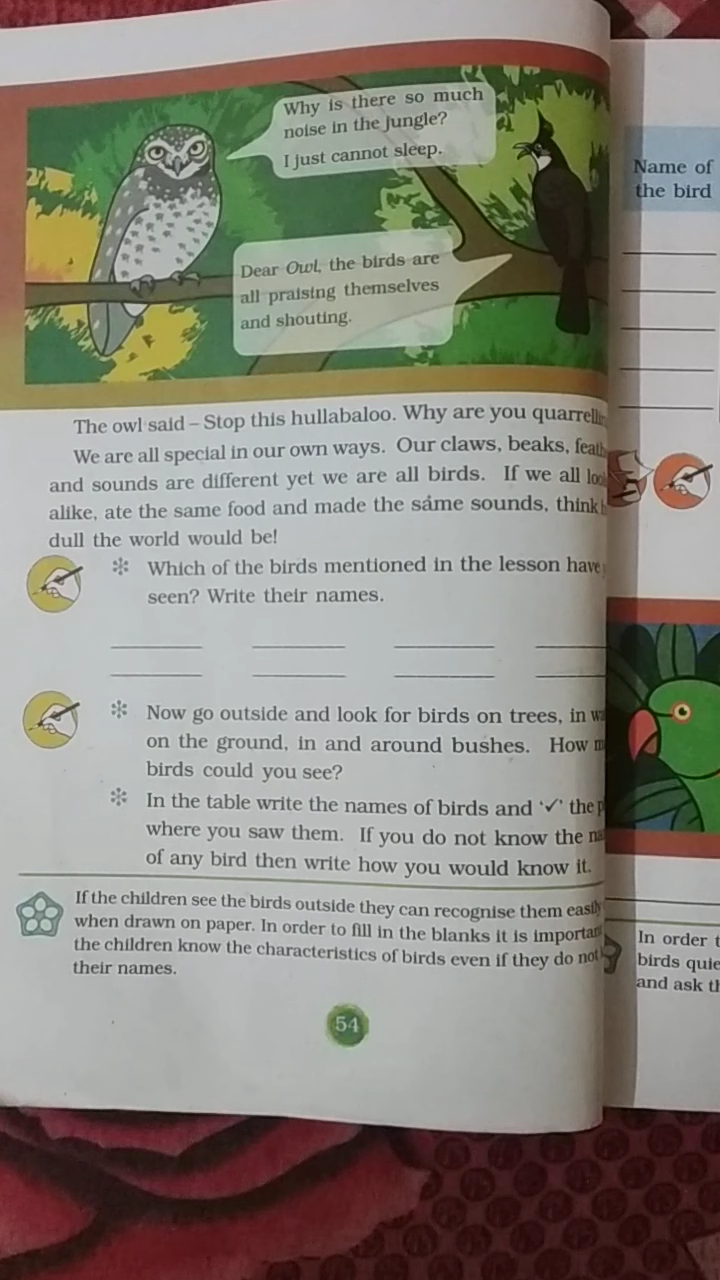 Why is there so much
noise in the jungle?
I just cannot sleep.
Dear Owl, the birds are
all praising themselves
and shouting.
The owl said – Stop this hullabaloo. Why are you
We are all special in our own ways. Our claws, beaks,
and sounds are different yet we are all birds. If we all
alike, ate the same food and made the same sounds, think
dull the world would be!
✼ Which of the birds mentioned in the lesson have
seen? Write their names.
✼ Now go outside and look for birds on trees, in
on the ground, in and around bushes. How
birds could you see?
✼ In the table write the names of birds and ‘✓’ the
where you saw them. If you do not know the
of any bird then write how you would know it.
If the children see the birds outside they can recognise them easily
when drawn on paper. In order to fill in the blanks it is important
the children know the characteristics of birds even if they do not
their names.
54
Name of
the bird
In order
birds
and ask